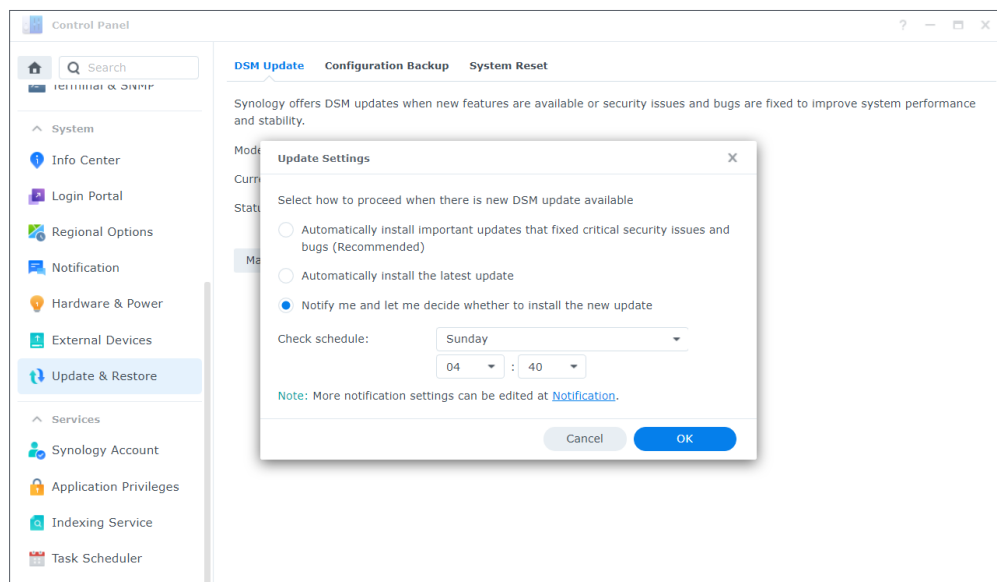 Control Panel
Search
Terminal & SNMP
System
Info Center
Login Portal
Regional Options
Notification
Hardware & Power
External Devices
Update & Restore
Services
Synology Account
Application Privileges
Indexing Service
Task Scheduler
DSM Update Configuration Backup System Reset
Synology offers DSM updates when new features are available or security issues and bugs are fixed to improve system performance
and stability.
Update Settings
Select how to proceed when there is new DSM update available
Automatically install important updates that fixed critical security issues and
bugs (Recommended)
Automatically install the latest update
Notify me and let me decide whether to install the new update
Check schedule: Sunday
04 : 40
Note: More notification settings can be edited at Notification.
Cancel OK